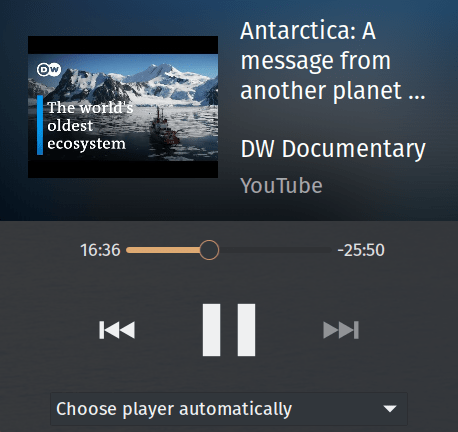 Antarctica: A
message from
another planet ...
DW
The world's
oldest
ecosystem
DW Documentary
YouTube
16:36
-25:50
Choose player automatically